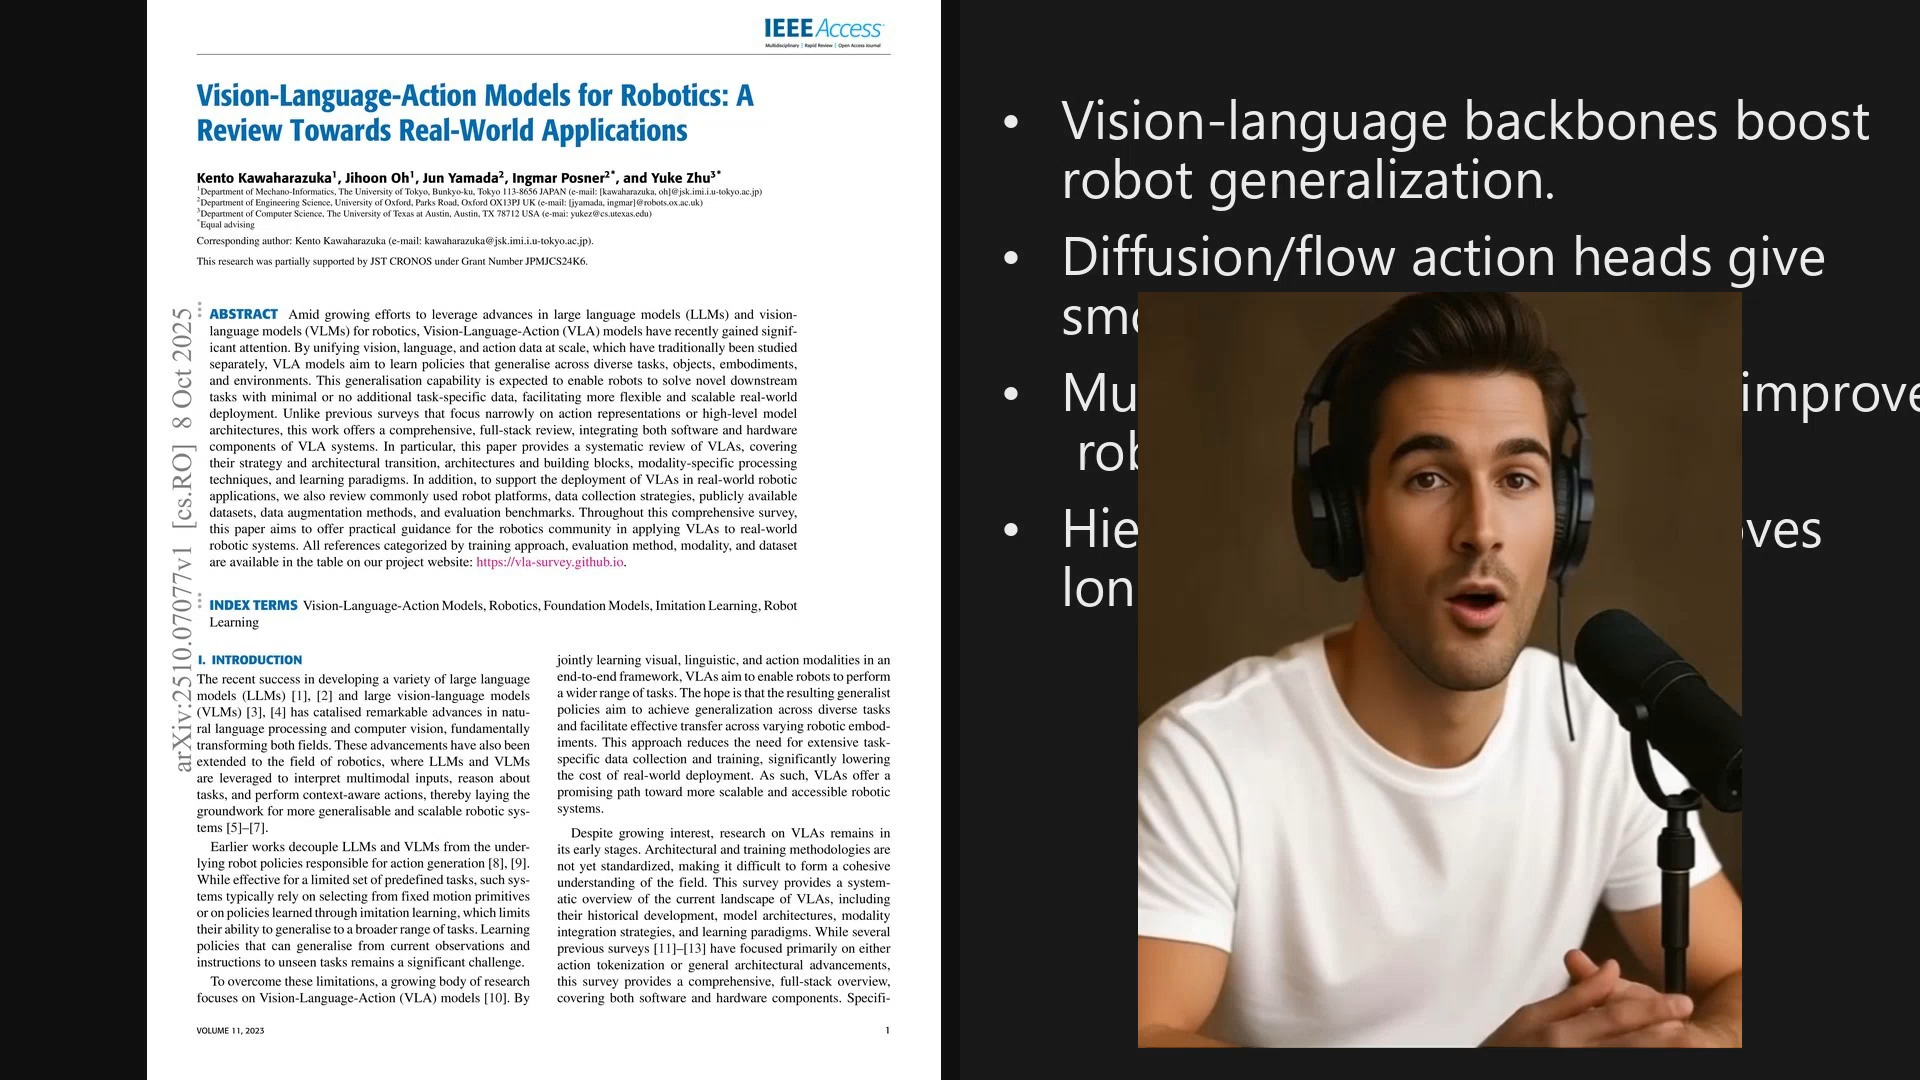 IEEE Access
Multidisciplinary | Rapid Review | Open Access Journal
Vision-Language-Action Models for Robotics: A
Review Towards Real-World Applications
Kento Kawaharazuka1, Jihoon Oh1, Jun Yamada2, Ingmar Posner2*, and Yuke Zhu3*
1Department of Mechano-Informatics, The University of Tokyo, Bunkyo-ku, Tokyo 113-8656 JAPAN (e-mail: [kawaharazuka, oh]@jsk.imi.i.u-tokyo.ac.jp)
2Department of Engineering Science, University of Oxford, Parks Road, Oxford OX13PJ UK (e-mail: [jyamada, ingmar]@robots.ox.ac.uk)
3Department of Computer Science, The University of Texas at Austin, Austin, TX 78712 USA (e-mai: yukez@cs.utexas.edu)
*Equal advising
Corresponding author: Kento Kawaharazuka (e-mail: kawaharazuka@jsk.imi.i.u-tokyo.ac.jp).
This research was partially supported by JST CRONOS under Grant Number JPMJCS24K6.
arXiv:2510.07077v1 [cs.RO] 8 Oct 2025
ABSTRACT Amid growing efforts to leverage advances in large language models (LLMs) and vision-
language models (VLMs) for robotics, Vision-Language-Action (VLA) models have recently gained signif-
icant attention. By unifying vision, language, and action data at scale, which have traditionally been studied
separately, VLA models aim to learn policies that generalise across diverse tasks, objects, embodiments,
and environments. This generalisation capability is expected to enable robots to solve novel downstream
tasks with minimal or no additional task-specific data, facilitating more flexible and scalable real-world
deployment. Unlike previous surveys that focus narrowly on action representations or high-level model
architectures, this work offers a comprehensive, full-stack review, integrating both software and hardware
components of VLA systems. In particular, this paper provides a systematic review of VLAs, covering
their strategy and architectural transition, architectures and building blocks, modality-specific processing
techniques, and learning paradigms. In addition, to support the deployment of VLAs in real-world robotic
applications, we also review commonly used robot platforms, data collection strategies, publicly available
datasets, data augmentation methods, and evaluation benchmarks. Throughout this comprehensive survey,
this paper aims to offer practical guidance for the robotics community in applying VLAs to real-world
robotic systems. All references categorized by training approach, evaluation method, modality, and dataset
are available in the table on our project website: https://vla-survey.github.io.
INDEX TERMS Vision-Language-Action Models, Robotics, Foundation Models, Imitation Learning, Robot
Learning
I. INTRODUCTION
The recent success in developing a variety of large language
models (LLMs) [1], [2] and large vision-language models
(VLMs) [3], [4] has catalised remarkable advances in natu-
ral language processing and computer vision, fundamentally
transforming both fields. These advancements have also been
extended to the field of robotics, where LLMs and VLMs
are leveraged to interpret multimodal inputs, reason about
tasks, and perform context-aware actions, thereby laying the
groundwork for more generalisable and scalable robotic sys-
tems [5]–[7].
Earlier works decouple LLMs and VLMs from the under-
lying robot policies responsible for action generation [8], [9].
While effective for a limited set of predefined tasks, such sys-
tems typically rely on selecting from fixed motion primitives
or on policies learned through imitation learning, which limits
their ability to generalise to a broader range of tasks. Learning
policies that can generalise from current observations and
instructions to unseen tasks remains a significant challenge.
To overcome these limitations, a growing body of research
focuses on Vision-Language-Action (VLA) models [10]. By
jointly learning visual, linguistic, and action modalities in an
end-to-end framework, VLAs aim to enable robots to perform
a wider range of tasks. The hope is that the resulting generalist
policies aim to achieve generalization across diverse tasks
and facilitate effective transfer across varying robotic embod-
iments. This approach reduces the need for extensive task-
specific data collection and training, significantly lowering
the cost of real-world deployment. As such, VLAs offer a
promising path toward more scalable and accessible robotic
systems.
Despite growing interest, research on VLAs remains in
its early stages. Architectural and training methodologies are
not yet standardized, making it difficult to form a cohesive
understanding of the field. This survey provides a system-
atic overview of the current landscape of VLAs, including
their historical development, model architectures, modality
integration strategies, and learning paradigms. While several
previous surveys [11]–[13] have focused primarily on either
action tokenization or general architectural advancements,
this survey provides a comprehensive, full-stack overview,
covering both software and hardware components. Specifi-
VOLUME 11, 2023
1
• Vision-language backbones boost
robot generalization.
• Diffusion/flow action heads give
• improve